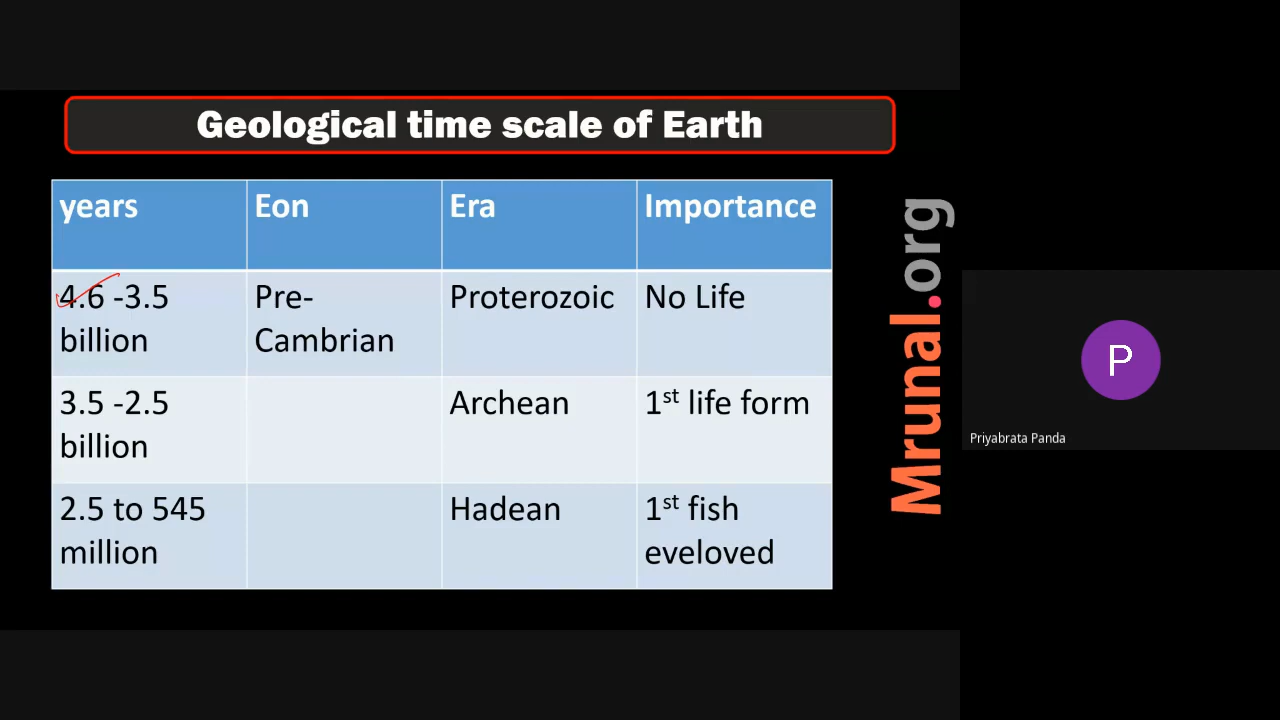 Geological time scale of Earth
years Eon Era Importance
4.6 -3.5 billion Pre-Cambrian Proterozoic No Life
3.5 -2.5 billion Archean 1st life form
2.5 to 545 million Hadean 1st fish eveloved
Mrunal.org
P
Priyabrata Panda